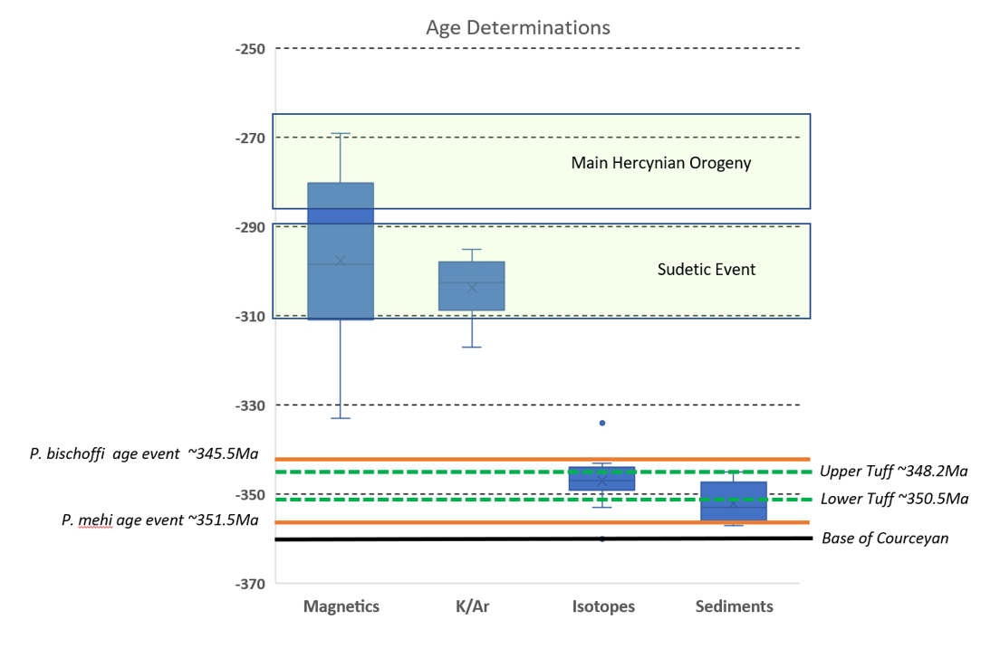 Age Determinations
-250
-270
Main Hercynian Orogeny
-290
Sudetic Event
-310
-330
P. bischoffi age event ~345.5Ma
Upper Tuff ~348.2Ma
-350
Lower Tuff ~350.5Ma
P. mehi age event ~351.5Ma
Base of Courceyan
-370
Magnetics
K/Ar
Isotopes
Sediments